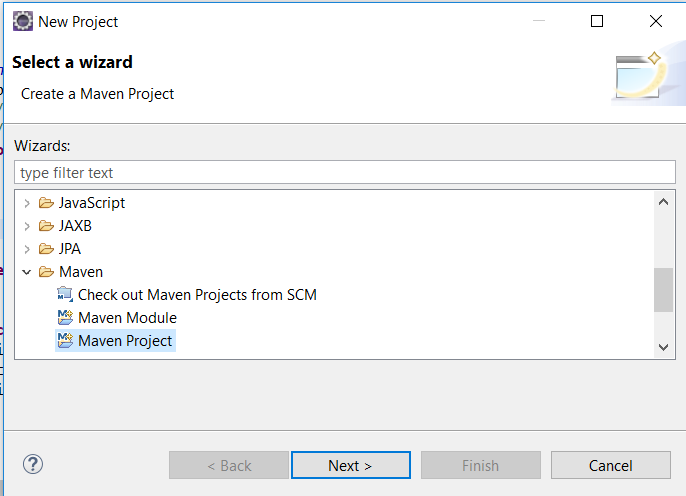 New Project
Select a wizard
Create a Maven Project
Wizards:
type filter text
JavaScript
JAXB
JPA
Maven
Check out Maven Projects from SCM
Maven Module
Maven Project
< Back
Next >
Finish
Cancel